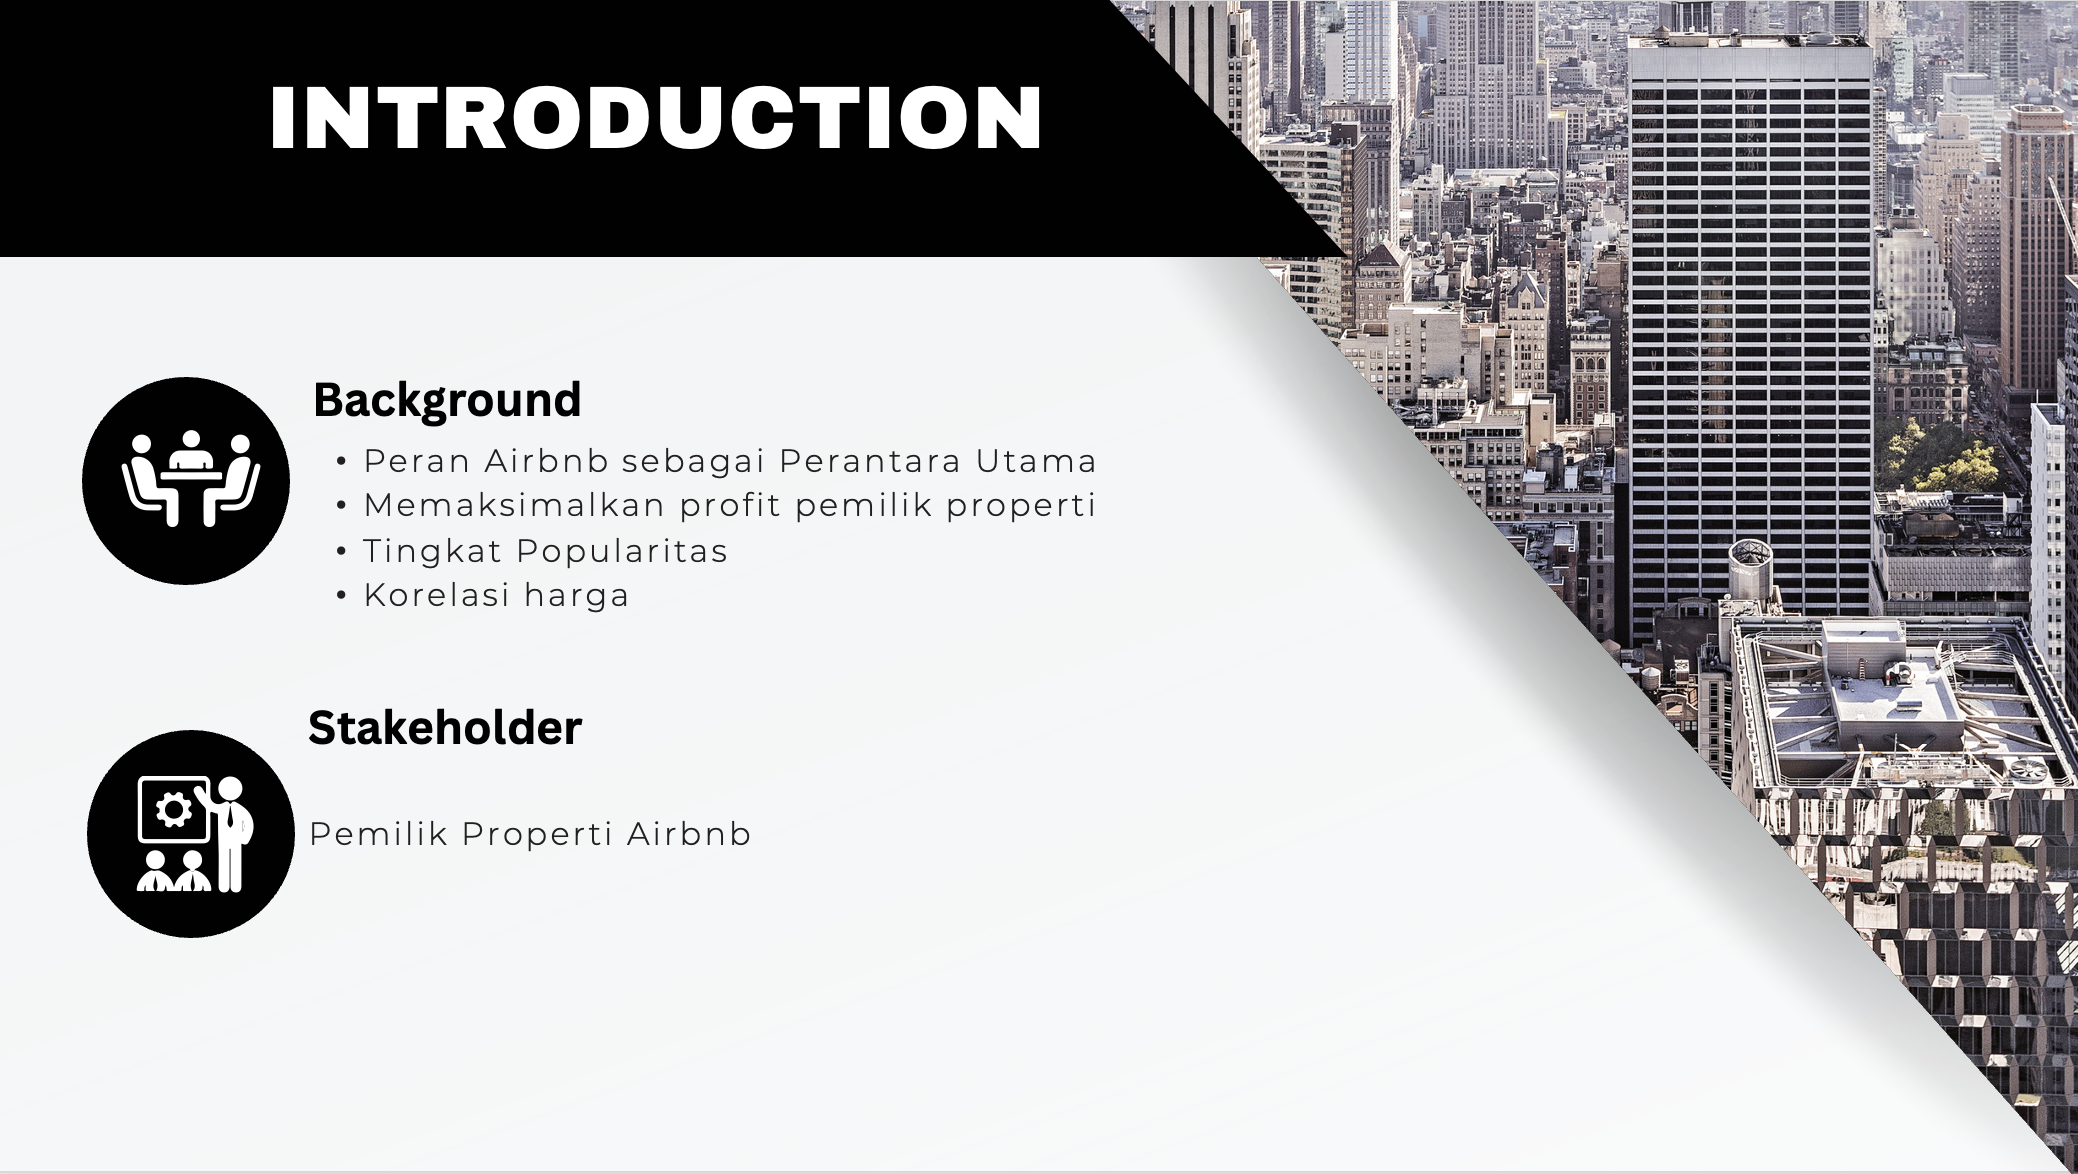 INTRODUCTION
Background
• Peran Airbnb sebagai Perantara Utama
• Memaksimalkan profit pemilik properti
• Tingkat Popularitas
• Korelasi harga
Stakeholder
Pemilik Properti Airbnb